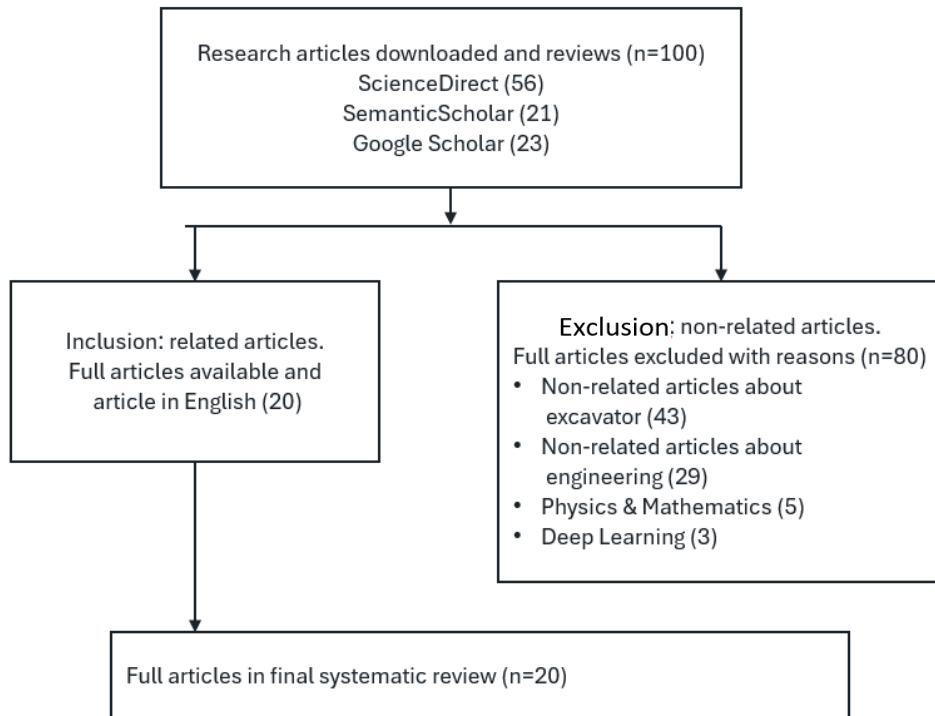 Research articles downloaded and reviews (n=100)
ScienceDirect (56)
SemanticScholar (21)
Google Scholar (23)
Inclusion: related articles.
Full articles available and
article in English (20)
Exclusion: non-related articles.
Full articles excluded with reasons (n=80)
• Non-related articles about
excavator (43)
• Non-related articles about
engineering (29)
• Physics & Mathematics (5)
• Deep Learning (3)
Full articles in final systematic review (n=20)